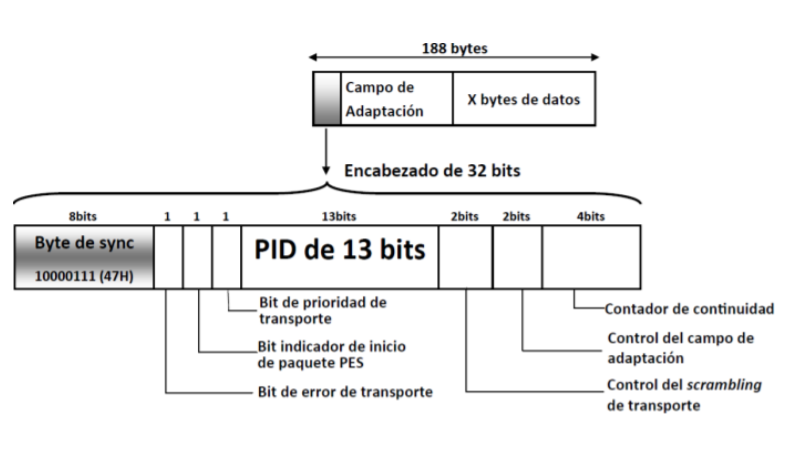 188 bytes
Campo de
Adaptación
X bytes de datos
Encabezado de 32 bits
8bits 1 1 1 13bits 2bits 2bits 4bits
Byte de sync
10000111 (47H)
PID de 13 bits
Bit de prioridad de
transporte
Bit indicador de inicio
de paquete PES
Bit de error de transporte
Contador de continuidad
Control del campo de
adaptación
Control del scrambling
de transporte